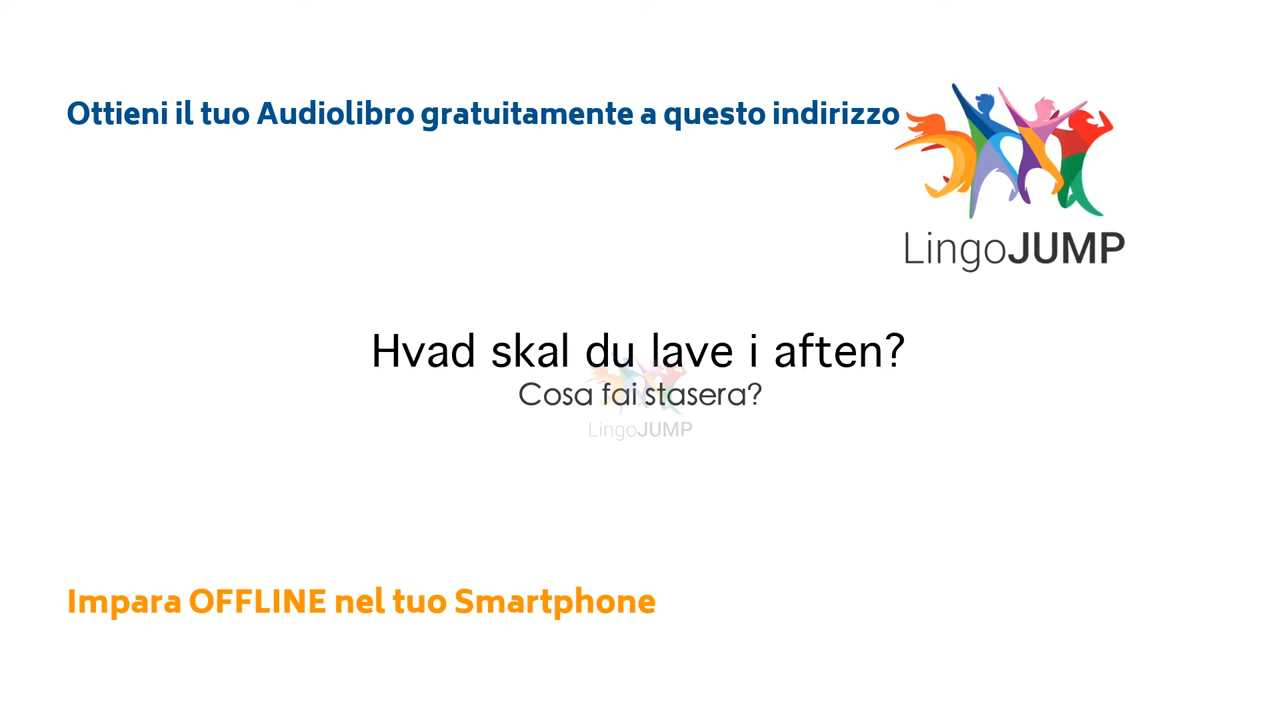 Ottieni il tuo Audiolibro gratuitamente a questo indirizzo
LingoJUMP
Hvad skal du lave i aften?
Cosa fai stasera?
LingoJUMP
Impara OFFLINE nel tuo Smartphone